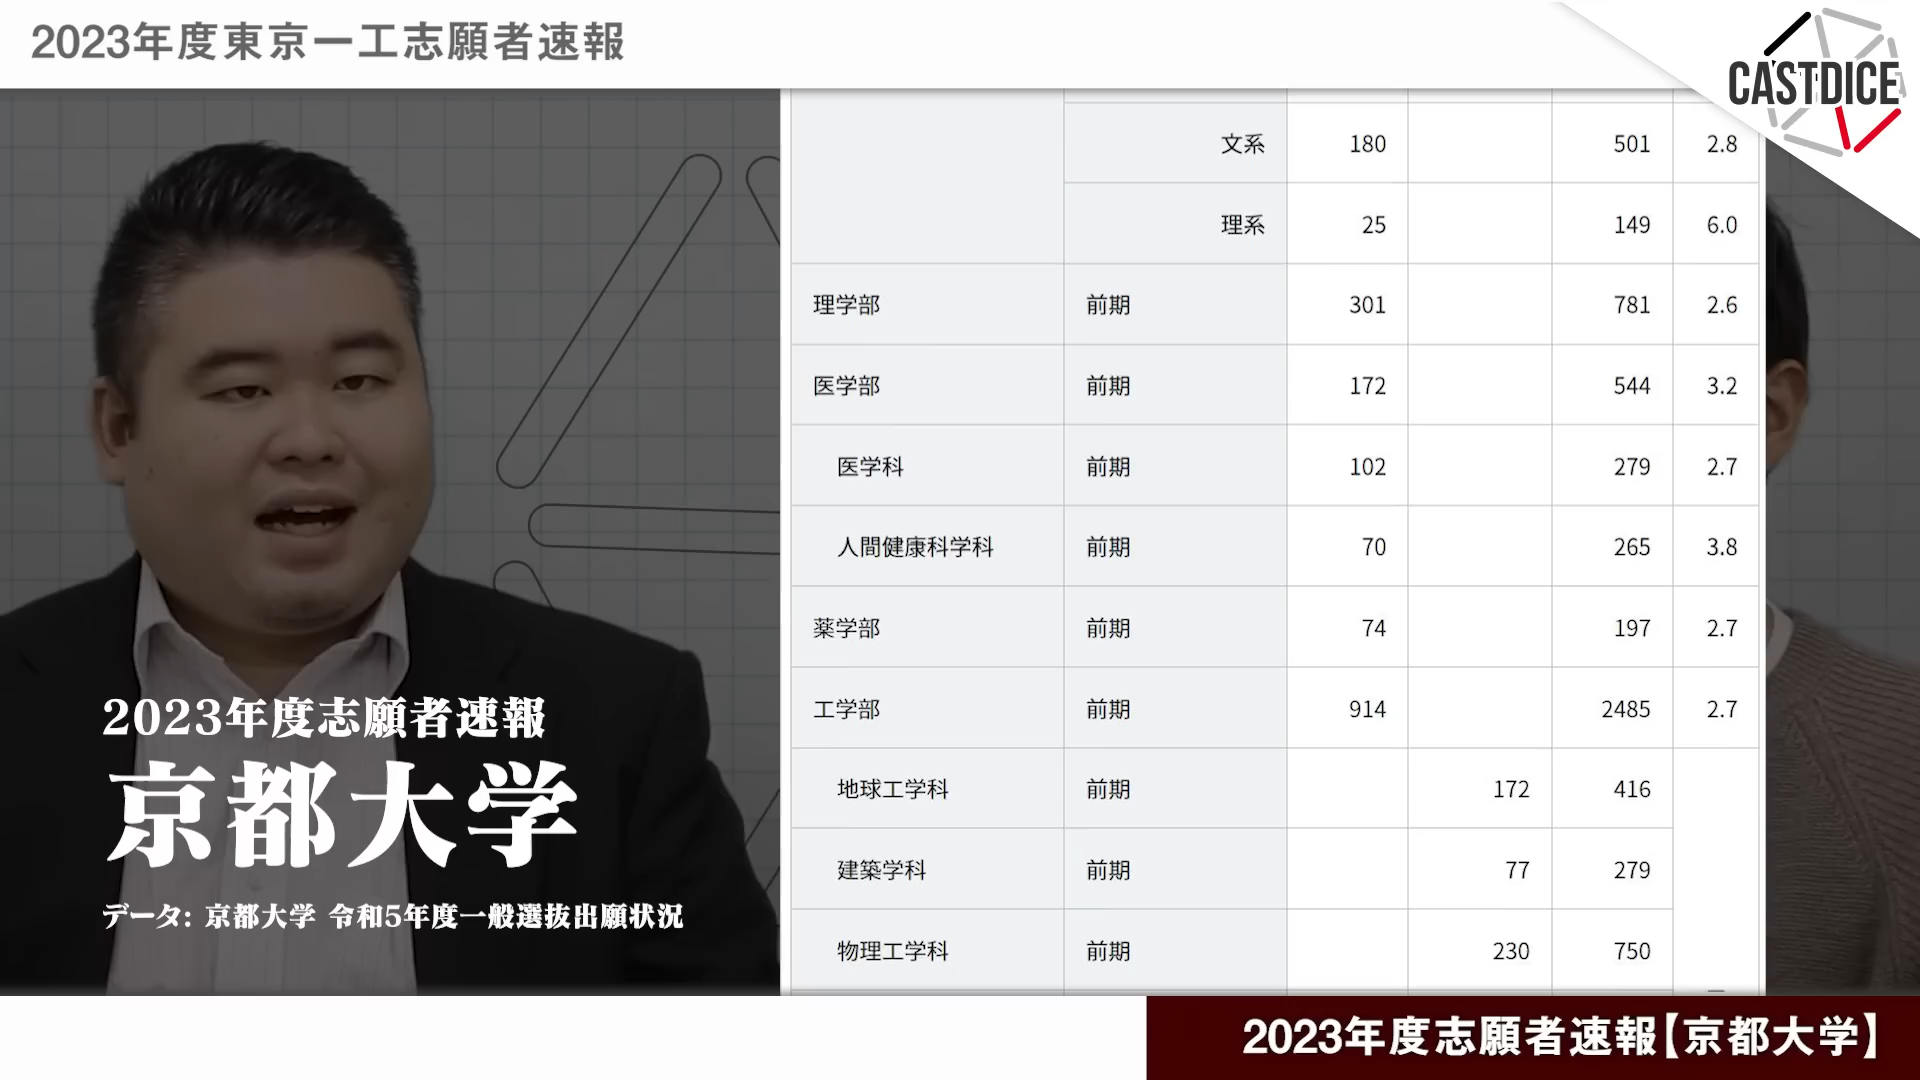 2023年度東京一工志願者速報
CASTDICE
文系 180 501 2.8
理系 25 149 6.0
理学部 前期 301 781 2.6
医学部 前期 172 544 3.2
医学科 前期 102 279 2.7
人間健康科学科 前期 70 265 3.8
薬学部 前期 74 197 2.7
工学部 前期 914 2485 2.7
地球工学科 前期 172 416
建築学科 前期 77 279
物理工学科 前期 230 750
2023年度志願者速報
京都大学
データ: 京都大学 令和5年度一般選抜出願状況
2023年度志願者速報【京都大学】